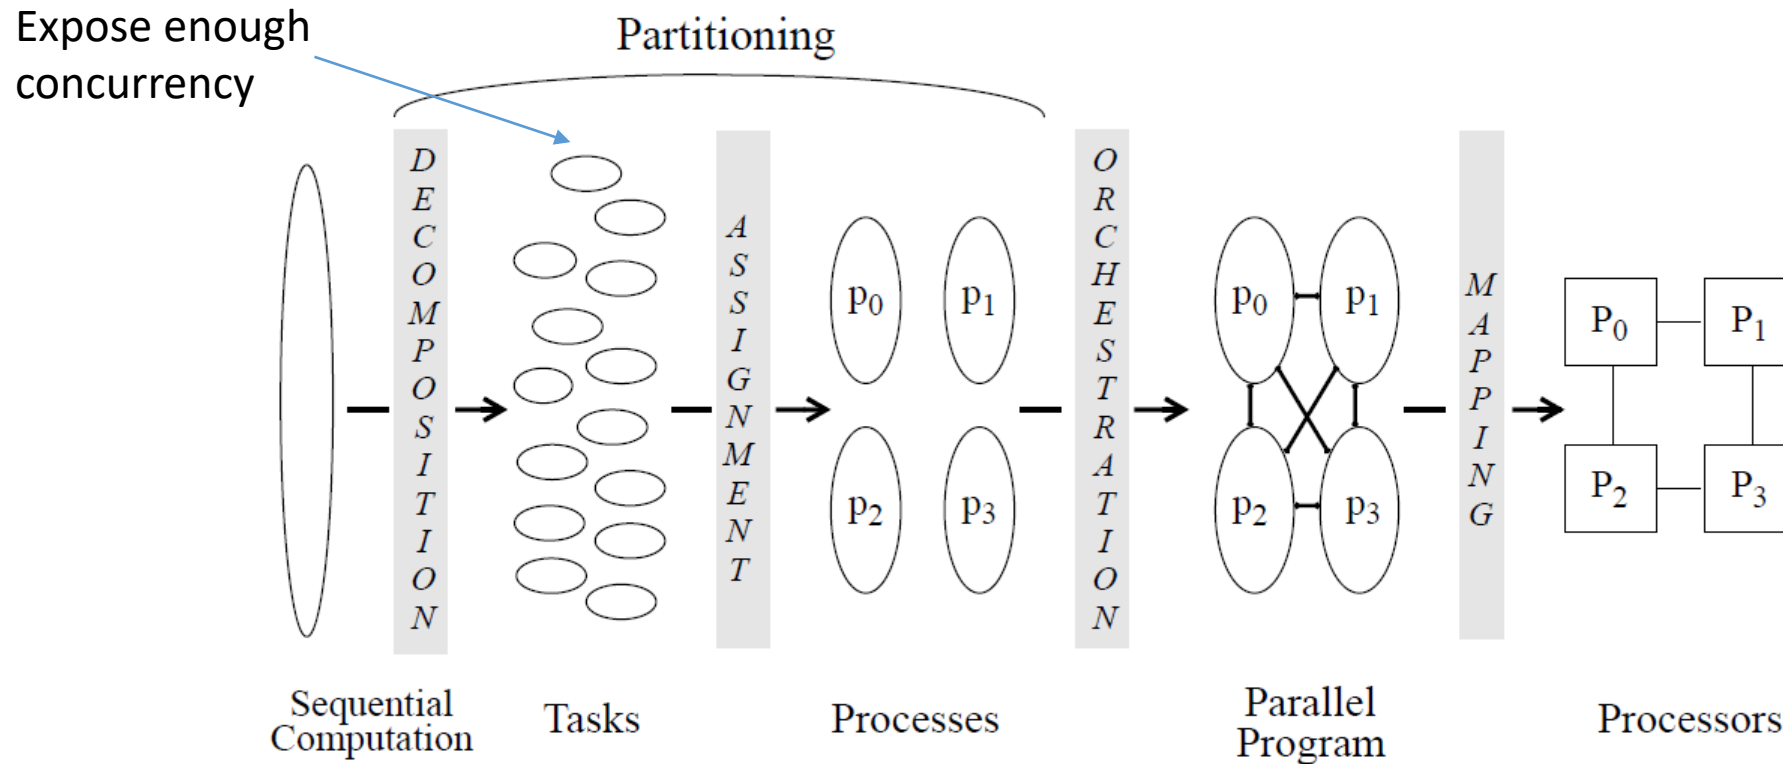 Expose enough
concurrency
Partitioning
DECOMPOSITION
ASSIGNMENT
ORCHESTRATION
MAPPING
p0 p1
p2 p3
p0 p1
p2 p3
P0 P1
P2 P3
Sequential
Computation
Tasks
Processes
Parallel
Program
Processors